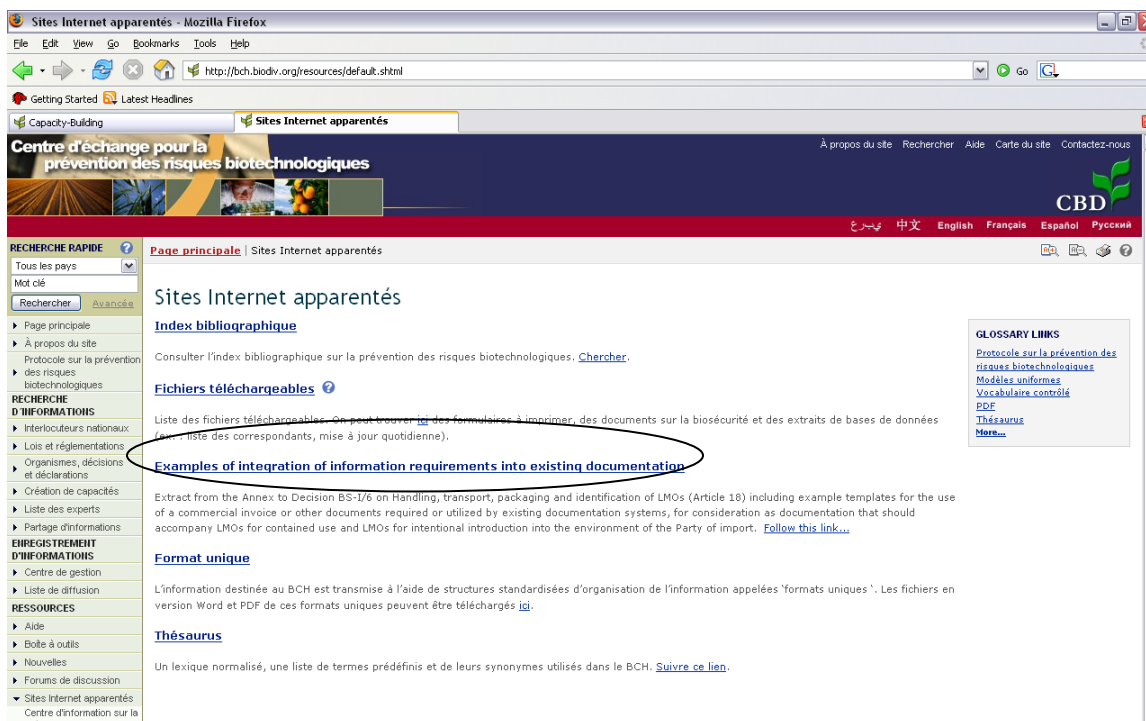 Sites Internet apparentés - Mozilla Firefox
File Edit View Go Bookmarks Tools Help
http://bch.biodiv.org/resources/default.shtml
Go
Getting Started Latest Headlines
Capacity-Building
Sites Internet apparentés
Centre d'échange pour la
prévention des risques biotechnologiques
À propos du site Rechercher Aide Carte du site Contactez-nous
CBD
中文 English Français Español Русский
RECHERCHE RAPIDE
Tous les pays
Mot clé
Rechercher Avancée
Page principale
À propos du site
Protocole sur la prévention
des risques
biotechnologiques
RECHERCHE
D'INFORMATIONS
Interlocuteurs nationaux
Lois et réglementations
Organismes, décisions
et déclarations
Création de capacités
Liste des experts
Partage d'informations
ENREGISTREMENT
D'INFORMATIONS
Centre de gestion
Liste de diffusion
RESSOURCES
Aide
Boîte à outils
Nouvelles
Forums de discussion
Sites Internet apparentés
Centre d'information sur la
Page principale | Sites Internet apparentés
Sites Internet apparentés
Index bibliographique
Consulter l'index bibliographique sur la prévention des risques biotechnologiques. Chercher.
Fichiers téléchargeables
Liste des fichiers téléchargeables. On peut trouver ici des formulaires à imprimer, des documents sur la biosécurité et des extraits de bases de données
(ex. : liste des correspondants, mise à jour quotidienne).
Examples of integration of information requirements into existing documentation
Extract from the Annex to Decision BS-I/6 on Handling, transport, packaging and identification of LMOs (Article 18) including example templates for the use
of a commercial invoice or other documents required or utilized by existing documentation systems, for consideration as documentation that should
accompany LMOs for contained use and LMOs for intentional introduction into the environment of the Party of import. Follow this link...
Format unique
L'information destinée au BCH est transmise à l'aide de structures standardisées d'organisation de l'information appelées 'formats uniques '. Les fichiers en
version Word et PDF de ces formats uniques peuvent être téléchargés ici.
Thésaurus
Un lexique normalisé, une liste de termes prédéfinis et de leurs synonymes utilisés dans le BCH. Suivre ce lien.
GLOSSARY LINKS
Protocole sur la prévention des
risques biotechnologiques
Modèles uniformes
Vocabulaire contrôlé
PDF
Thésaurus
More...